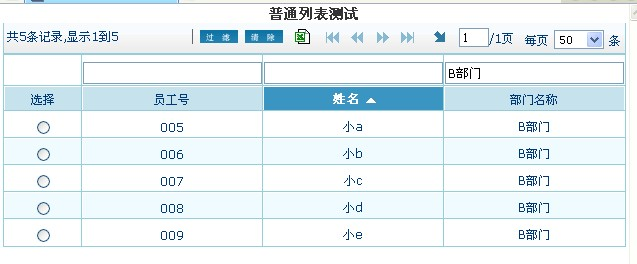 普通列表测试
共5条记录,显示1到5 过 滤 清 除 1 /1页 每页 50 条
B部门
选择 员工号 姓名 部门名称
005 小a B部门
006 小b B部门
007 小c B部门
008 小d B部门
009 小e B部门